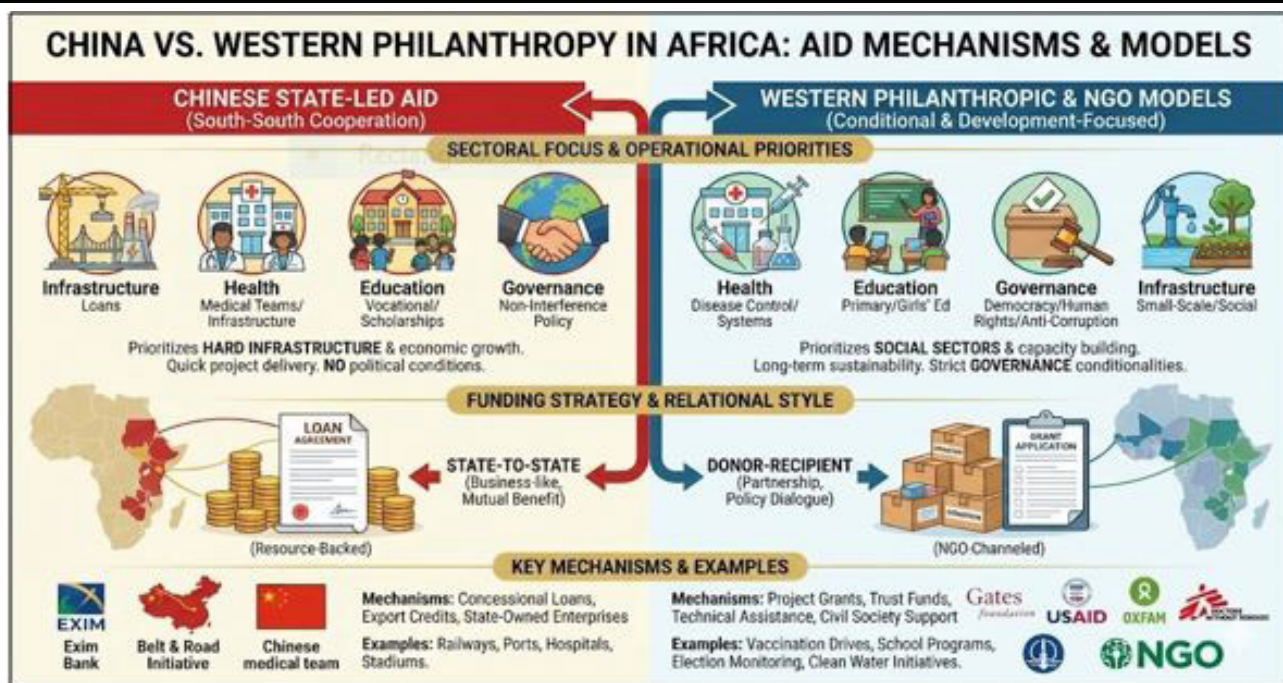 CHINA VS. WESTERN PHILANTHROPY IN AFRICA: AID MECHANISMS & MODELS
CHINESE STATE-LED AID
(South-South Cooperation)
WESTERN PHILANTHROPIC & NGO MODELS
(Conditional & Development-Focused)
SECTORAL FOCUS & OPERATIONAL PRIORITIES
Infrastructure
Loans
Health
Medical Teams/
Infrastructure
Education
Vocational/
Scholarships
Governance
Non-Interference
Policy
Prioritizes HARD INFRASTRUCTURE & economic growth.
Quick project delivery. NO political conditions.
Health
Disease Control/
Systems
Education
Primary/Girls' Ed
Governance
Democracy/Human
Rights/Anti-Corruption
Infrastructure
Small-Scale/Social
Prioritizes SOCIAL SECTORS & capacity building.
Long-term sustainability. Strict GOVERNANCE conditionalities.
FUNDING STRATEGY & RELATIONAL STYLE
LOAN
AGREEMENT
(Resource-Backed)
STATE-TO-STATE
(Business-like,
Mutual Benefit)
DONOR-RECIPIENT
(Partnership,
Policy Dialogue)
GRANT
APPLICATION
(NGO-Channeled)
KEY MECHANISMS & EXAMPLES
EXIM
Exim
Bank
Belt & Road
Initiative
Chinese
medical team
Mechanisms: Concessional Loans,
Export Credits, State-Owned Enterprises
Examples: Railways, Ports, Hospitals,
Stadiums.
Mechanisms: Project Grants, Trust Funds,
Technical Assistance, Civil Society Support
Examples: Vaccination Drives, School Programs,
Election Monitoring, Clean Water Initiatives.
Gates
foundation
USAID
OXFAM
DOCTORS
WITHOUT BORDERS
NGO